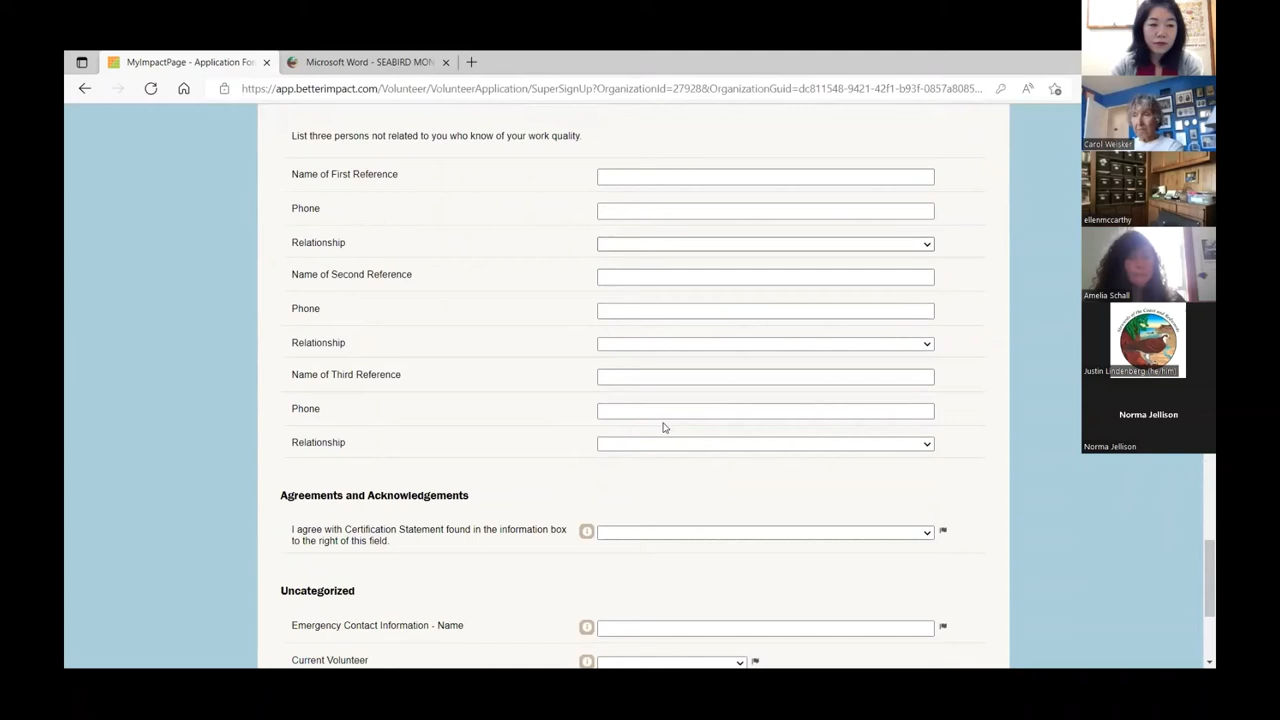 MyImpactPage - Application For
Microsoft Word - SEABIRD MON
https://app.betterimpact.com/Volunteer/VolunteerApplication/SuperSignUp?OrganizationId=27928&OrganizationGuid=dc811548-9421-42f1-b93f-0857a8085...
List three persons not related to you who know of your work quality.
Name of First Reference
Phone
Relationship
Name of Second Reference
Phone
Relationship
Name of Third Reference
Phone
Relationship
Agreements and Acknowledgements
I agree with Certification Statement found in the information box
to the right of this field.
Uncategorized
Emergency Contact Information - Name
Current Volunteer
Carol Weisker
ellenmccarthy
Amelia Schall
Justin Lindenberg (he/him)
Norma Jellison
Norma Jellison